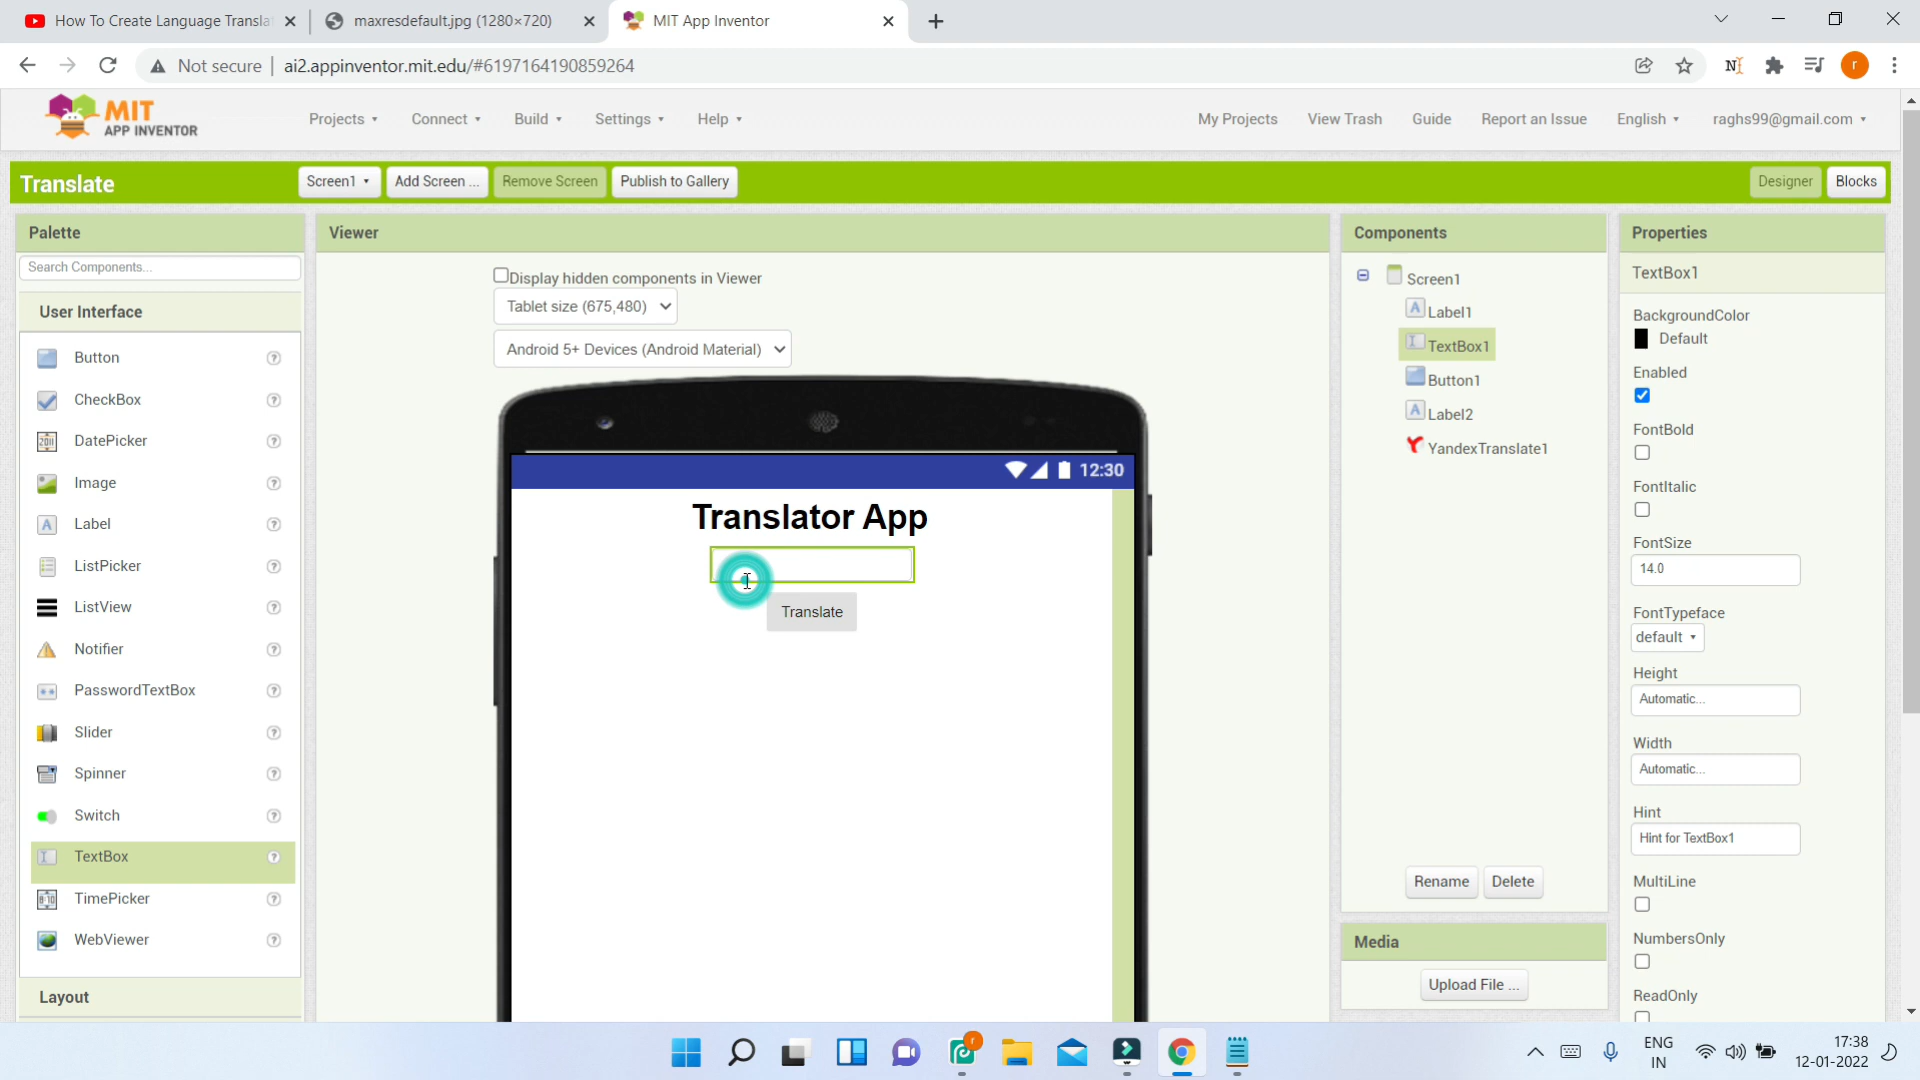 How To Create Language Transla
maxresdefault.jpg (1280×720)
MIT App Inventor
Not secure
ai2.appinventor.mit.edu/#6197164190859264
r
MIT
APP INVENTOR
Projects
Connect
Build
Settings
Help
My Projects
View Trash
Guide
Report an Issue
English
raghs99@gmail.com
Translate
Screen1
Add Screen ...
Remove Screen
Publish to Gallery
Designer
Blocks
Palette
Search Components...
User Interface
Button
CheckBox
DatePicker
Image
Label
ListPicker
ListView
Notifier
PasswordTextBox
Slider
Spinner
Switch
TextBox
TimePicker
WebViewer
Layout
Viewer
Display hidden components in Viewer
Tablet size (675,480)
Android 5+ Devices (Android Material)
12:30
Translator App
Translate
Components
Screen1
Label1
TextBox1
Button1
Label2
YandexTranslate1
Rename
Delete
Media
Upload File ...
Properties
TextBox1
BackgroundColor
Default
Enabled
FontBold
FontItalic
FontSize
14.0
FontTypeface
default
Height
Automatic...
Width
Automatic...
Hint
Hint for TextBox1
MultiLine
NumbersOnly
ReadOnly
ENG
IN
17:38
12-01-2022